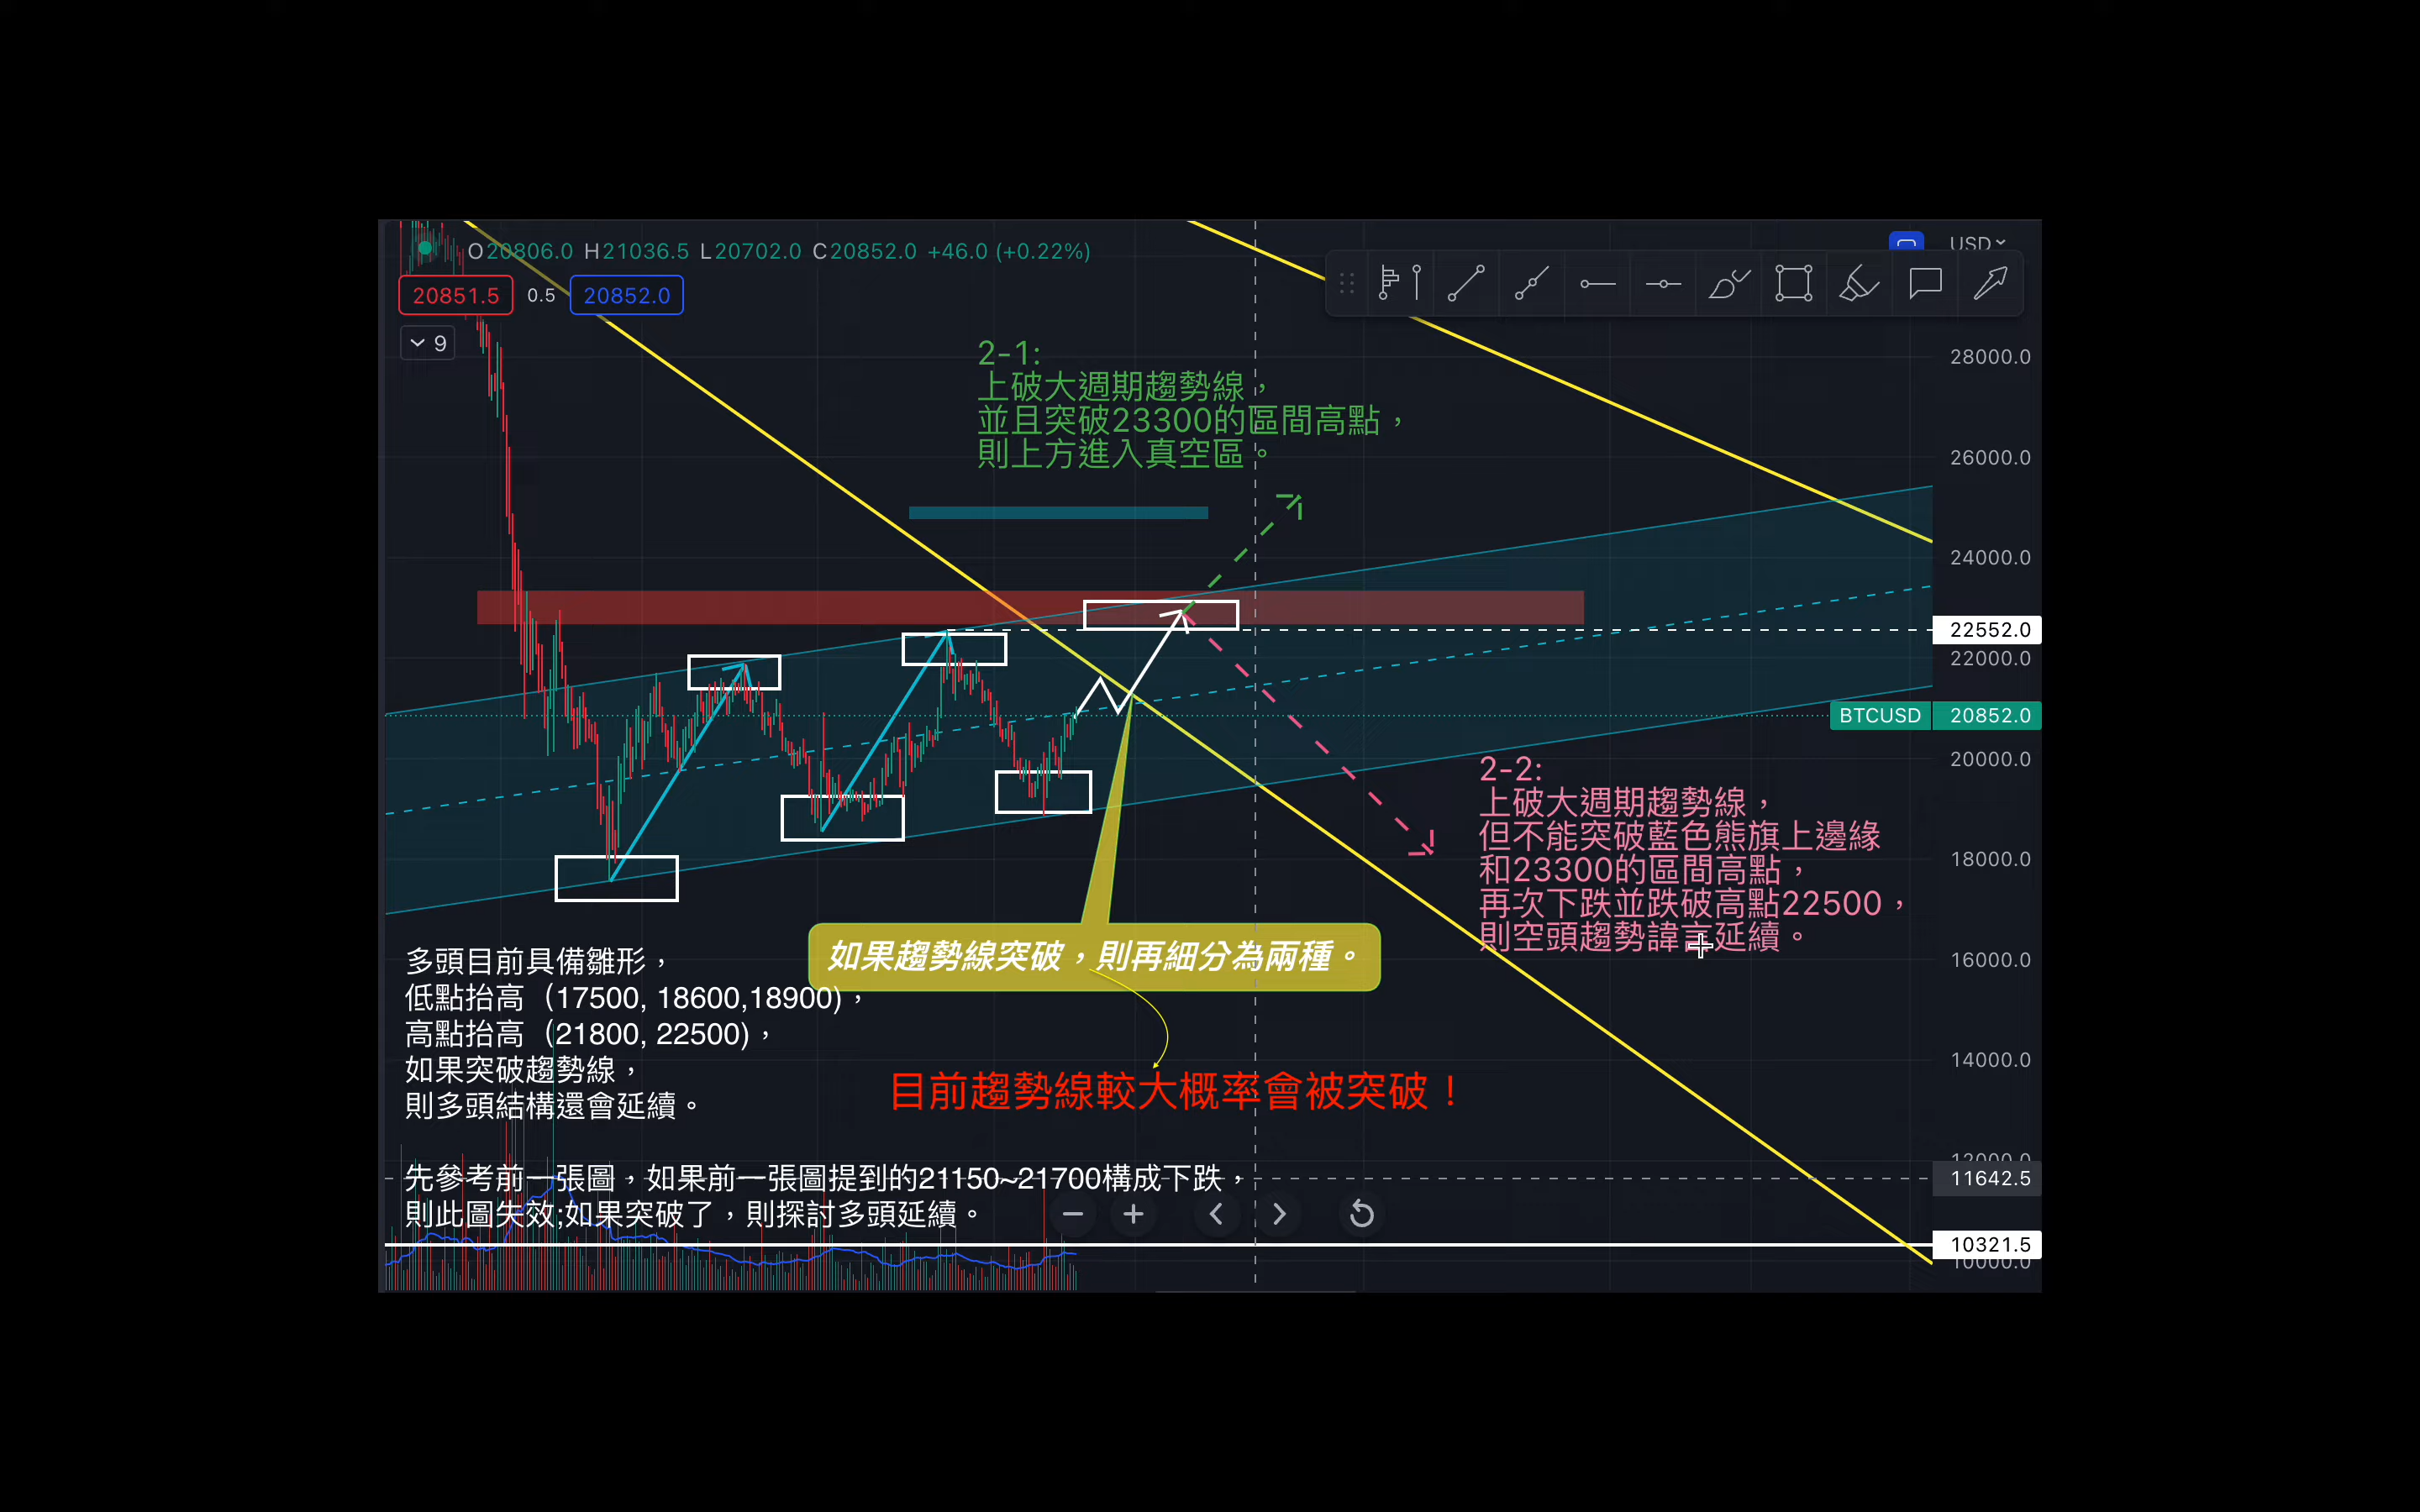 O20806.0 H21036.5 L20702.0 C20852.0 +46.0 (+0.22%)
USD
20851.5 0.5 20852.0
9
2-1:
上破大週期趨勢線，
並且突破23300的區間高點，
則上方進入真空區。
28000.0
26000.0
24000.0
22552.0
22000.0
BTCUSD 20852.0
20000.0
18000.0
16000.0
14000.0
12000.0
11642.5
10321.5
10000.0
2-2:
上破大週期趨勢線，
但不能突破藍色熊旗上邊緣
和23300的區間高點，
再次下跌並跌破高點22500，
則空頭趨勢諱言延續。
如果趨勢線突破，則再細分為兩種。
多頭目前具備雛形，
低點抬高（17500, 18600,18900)，
高點抬高（21800, 22500)，
如果突破趨勢線，
則多頭結構還會延續。
目前趨勢線較大概率會被突破！
先參考前一張圖，如果前一張圖提到的21150~21700構成下跌，
則此圖失效;如果突破了，則探討多頭延續。